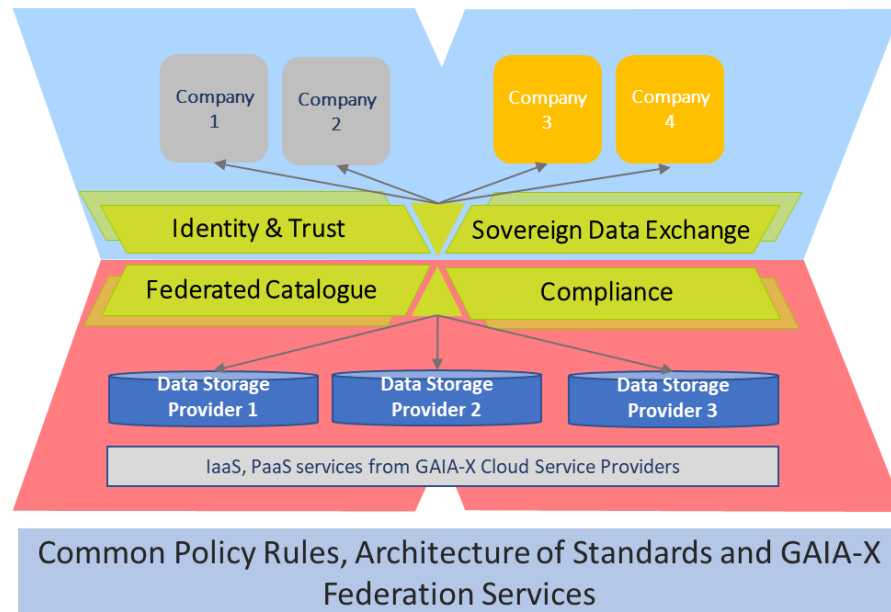 Company
1
Company
2
Company
3
Company
4
Identity & Trust
Sovereign Data Exchange
Federated Catalogue
Compliance
Data Storage
Provider 1
Data Storage
Provider 2
Data Storage
Provider 3
IaaS, PaaS services from GAIA-X Cloud Service Providers
Common Policy Rules, Architecture of Standards and GAIA-X
Federation Services